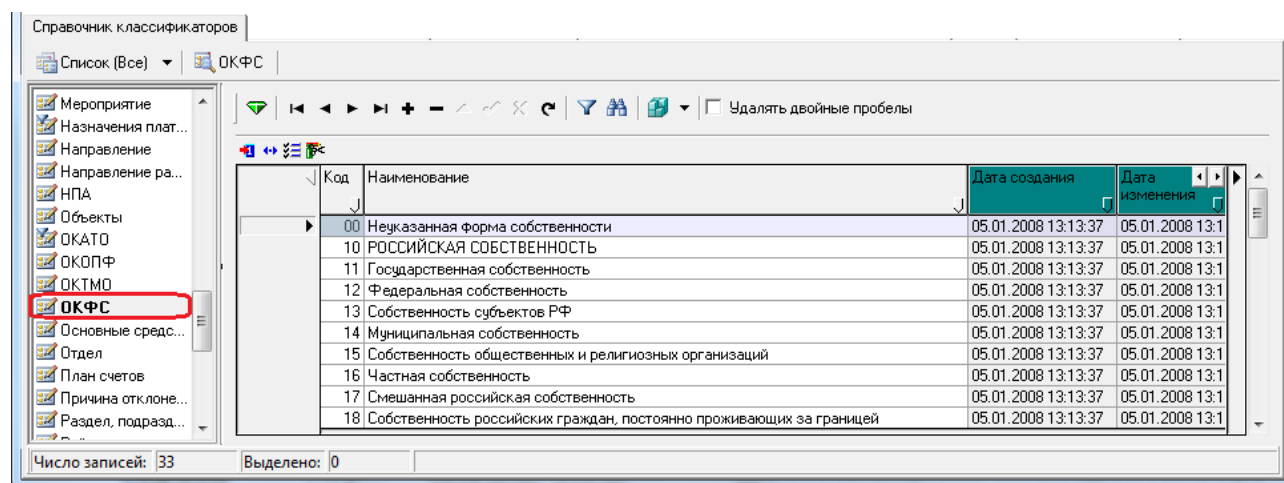 Справочник классификаторов
Список (Все) ОКФС
Мероприятие
Назначения плат...
Направление
Направление ра...
НПА
Объекты
ОКАТО
ОКОПФ
ОКТМО
ОКФС
Основные средс...
Отдел
План счетов
Причина отклоне...
Раздел, подразд...
Удалять двойные пробелы
Код Наименование Дата создания Дата изменения
00 Неуказанная форма собственности 05.01.2008 13:13:37 05.01.2008 13:1
10 РОССИЙСКАЯ СОБСТВЕННОСТЬ 05.01.2008 13:13:37 05.01.2008 13:1
11 Государственная собственность 05.01.2008 13:13:37 05.01.2008 13:1
12 Федеральная собственность 05.01.2008 13:13:37 05.01.2008 13:1
13 Собственность субъектов РФ 05.01.2008 13:13:37 05.01.2008 13:1
14 Муниципальная собственность 05.01.2008 13:13:37 05.01.2008 13:1
15 Собственность общественных и религиозных организаций 05.01.2008 13:13:37 05.01.2008 13:1
16 Частная собственность 05.01.2008 13:13:37 05.01.2008 13:1
17 Смешанная российская собственность 05.01.2008 13:13:37 05.01.2008 13:1
18 Собственность российских граждан, постоянно проживающих за границей 05.01.2008 13:13:37 05.01.2008 13:1
Число записей: 33 Выделено: 0